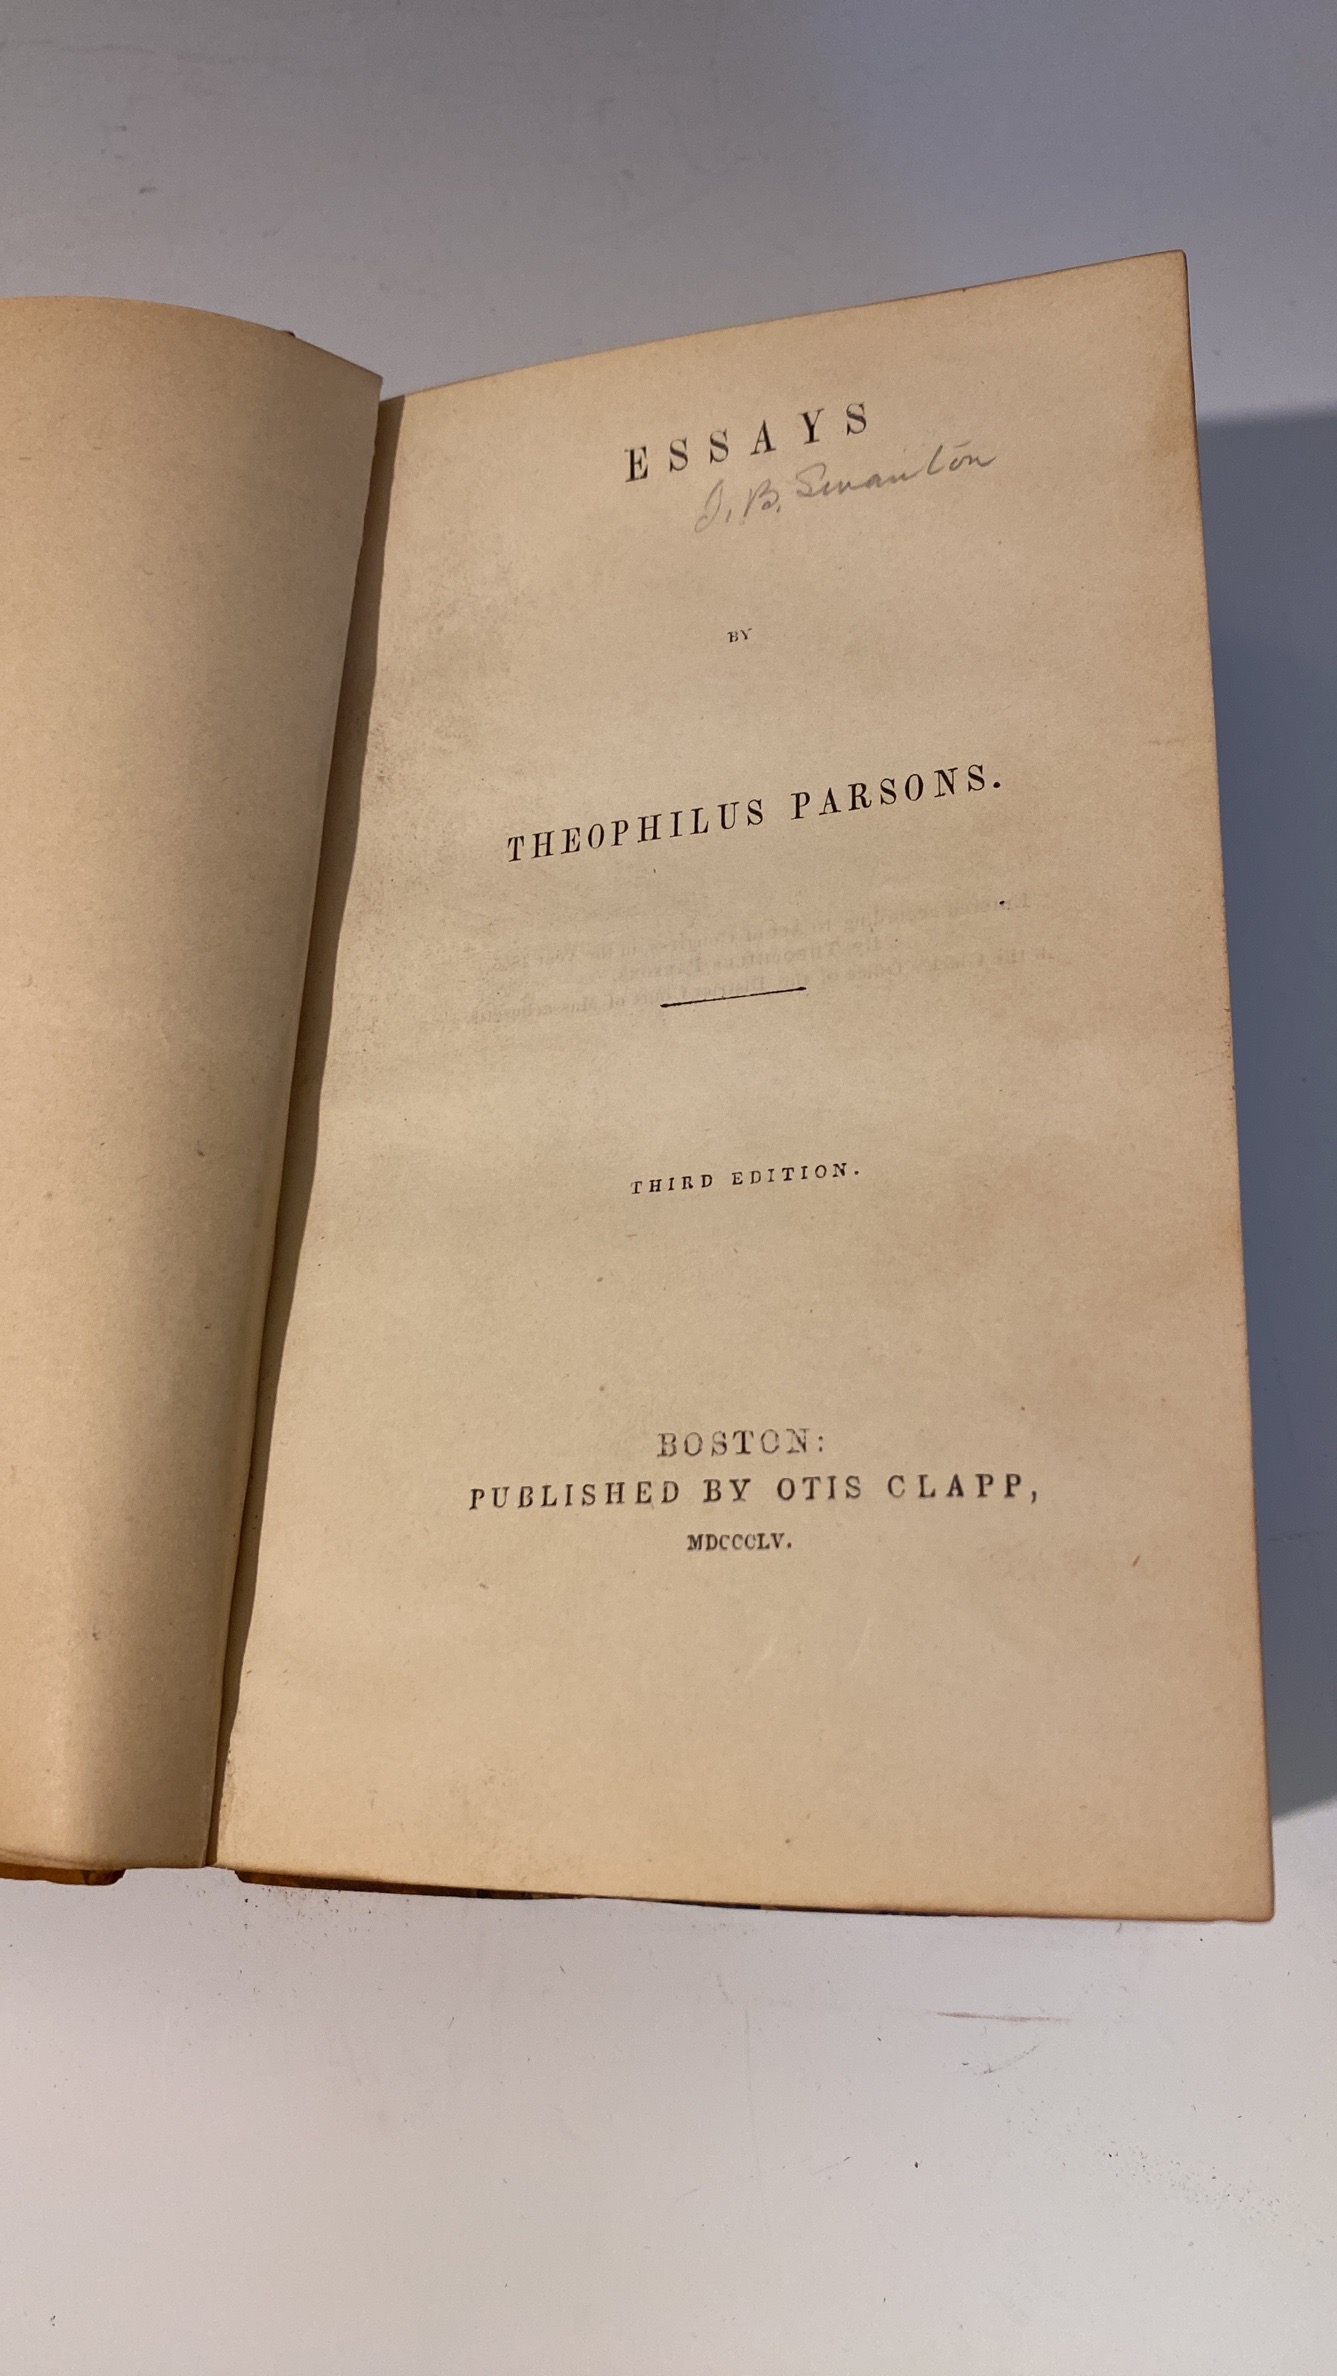 ESSAYS
J. B. Swanton
BY
THEOPHILUS PARSONS.
THIRD EDITION.
BOSTON:
PUBLISHED BY OTIS CLAPP,
MDCCCLV.